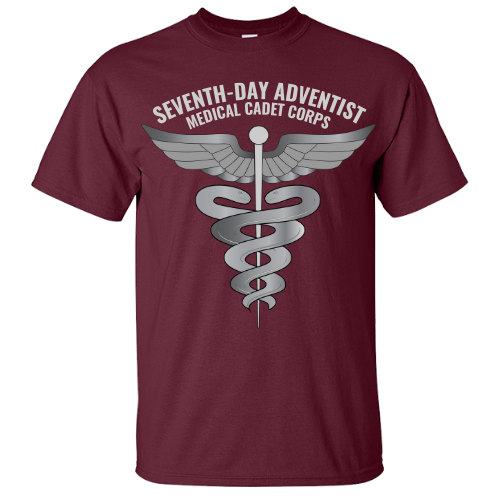 SEVENTH-DAY ADVENTIST
MEDICAL CADET CORPS